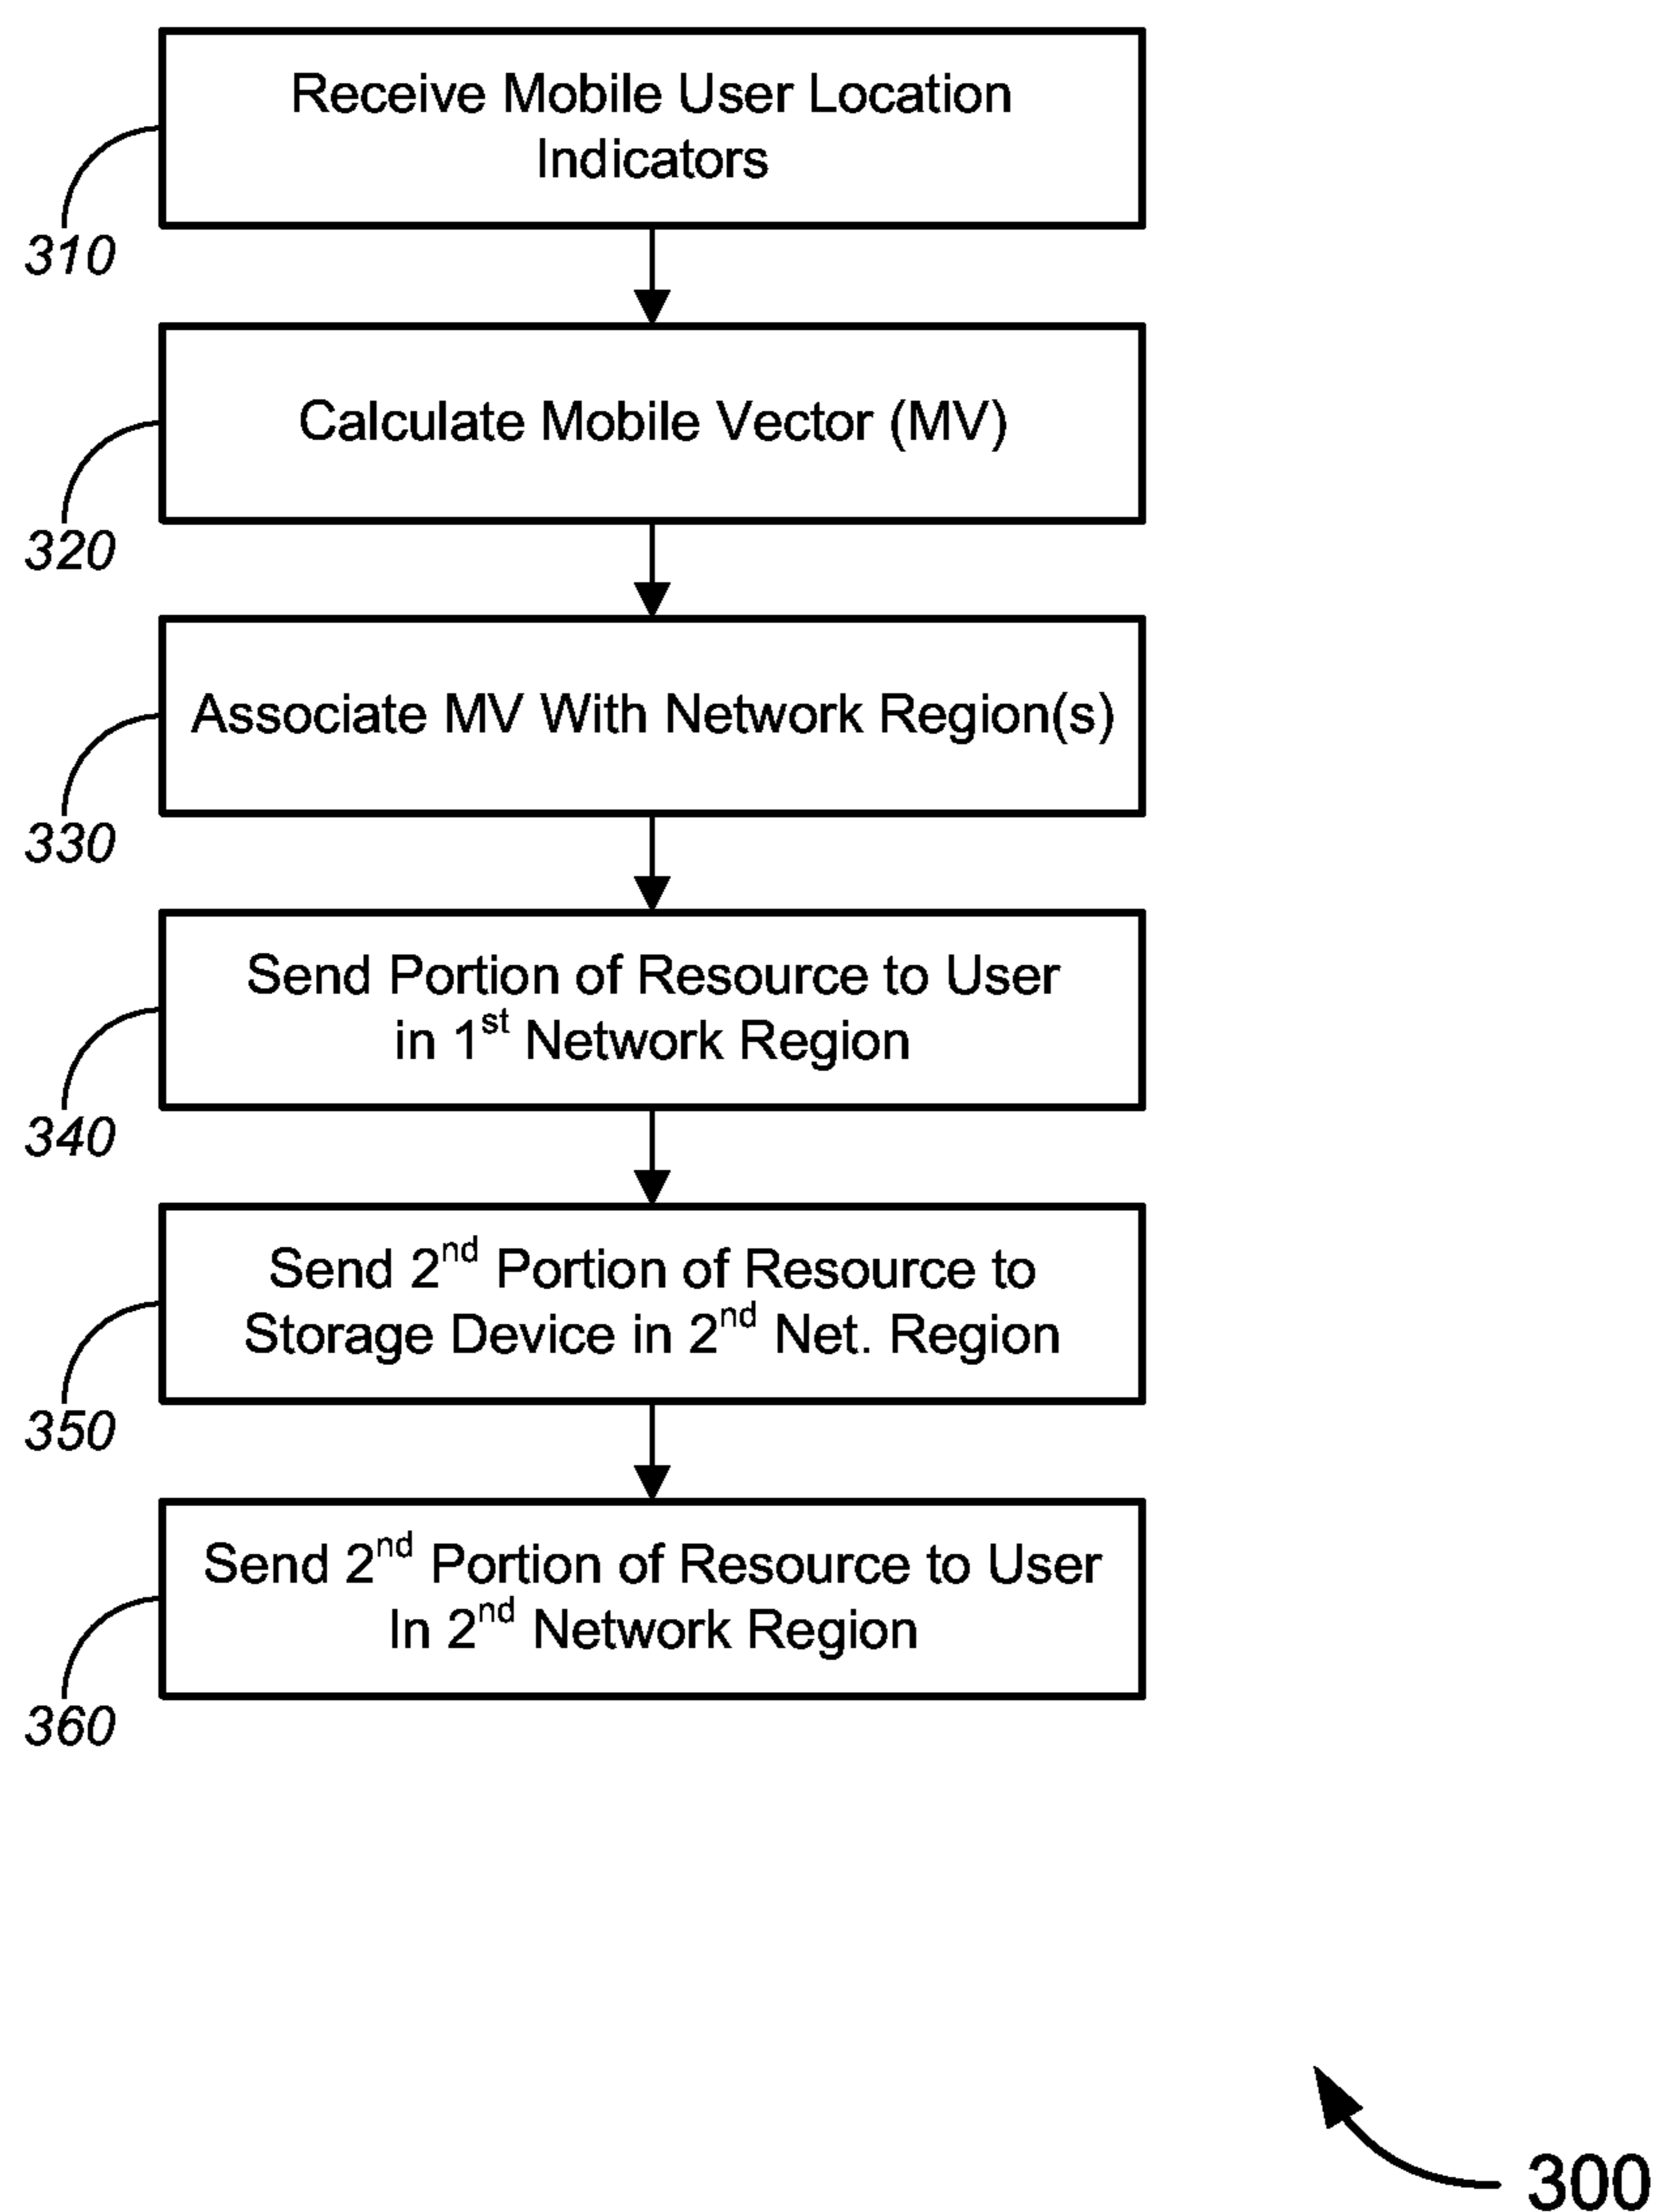 Receive Mobile User Location
Indicators
310
Calculate Mobile Vector (MV)
320
Associate MV With Network Region(s)
330
Send Portion of Resource to User
in 1st Network Region
340
Send 2nd Portion of Resource to
Storage Device in 2nd Net. Region
350
Send 2nd Portion of Resource to User
In 2nd Network Region
360
300